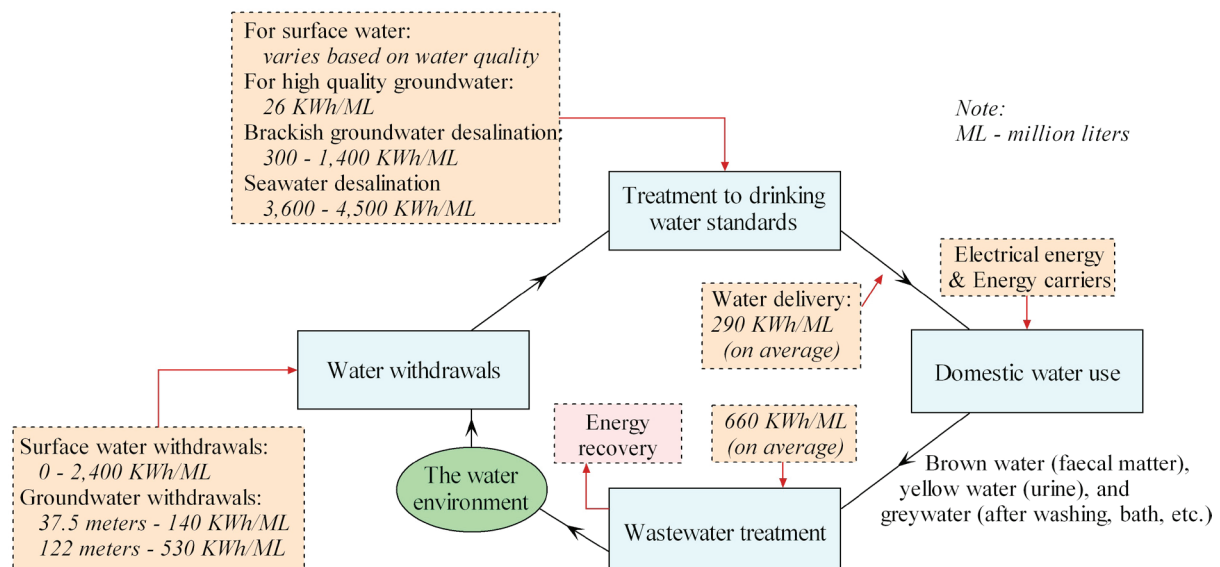 For surface water:
varies based on water quality
For high quality groundwater:
26 KWh/ML
Brackish groundwater desalination:
300 - 1,400 KWh/ML
Seawater desalination
3,600 - 4,500 KWh/ML
Note:
ML - million liters
Treatment to drinking
water standards
Electrical energy
& Energy carriers
Water delivery:
290 KWh/ML
(on average)
Water withdrawals
Domestic water use
Energy
recovery
660 KWh/ML
(on average)
Surface water withdrawals:
0 - 2,400 KWh/ML
Groundwater withdrawals:
37.5 meters - 140 KWh/ML
122 meters - 530 KWh/ML
The water
environment
Wastewater treatment
Brown water (faecal matter),
yellow water (urine), and
greywater (after washing, bath, etc.)